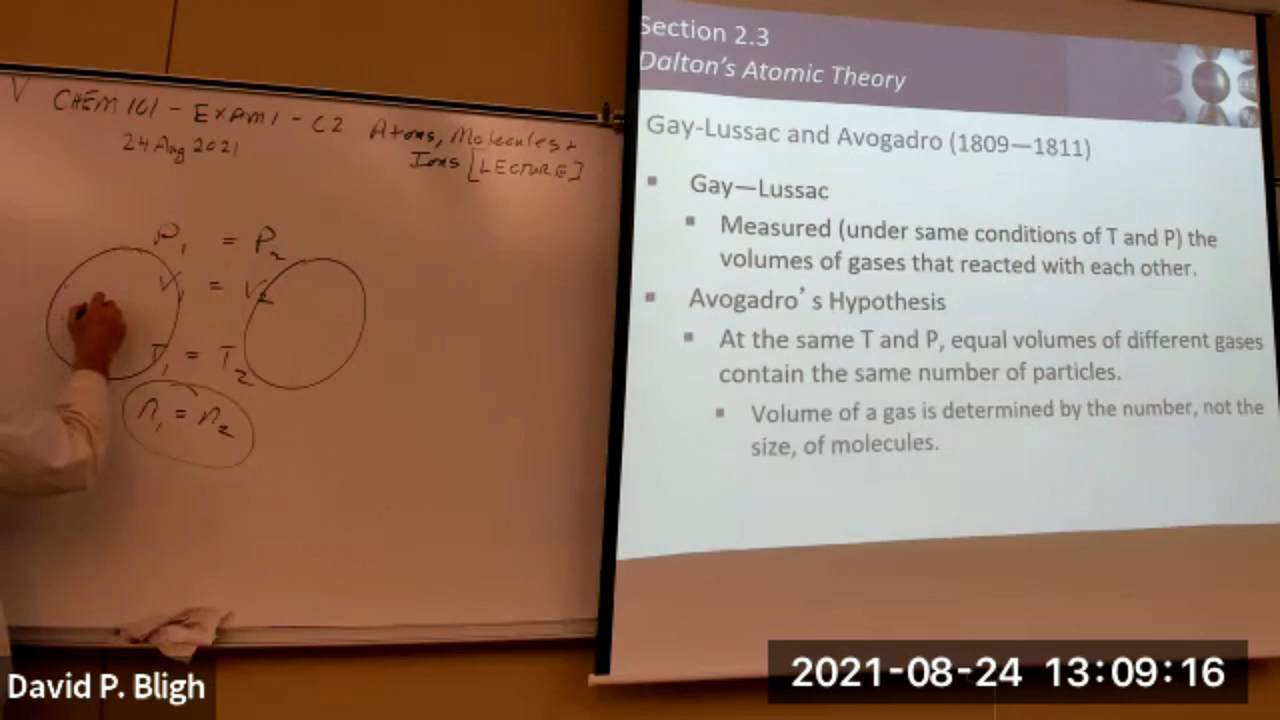 CHEM 101 - EXAM 1 - C2 Atoms, Molecules +
24 Aug 2021
Ions [LECTURE]
P1 = P2
V1 = V2
T1 = T2
n1 = n2
Section 2.3
Dalton's Atomic Theory
Gay-Lussac and Avogadro (1809—1811)
▪ Gay—Lussac
▪ Measured (under same conditions of T and P) the
volumes of gases that reacted with each other.
▪ Avogadro's Hypothesis
▪ At the same T and P, equal volumes of different gases
contain the same number of particles.
▪ Volume of a gas is determined by the number, not the
size, of molecules.
David P. Bligh
2021-08-24 13:09:16